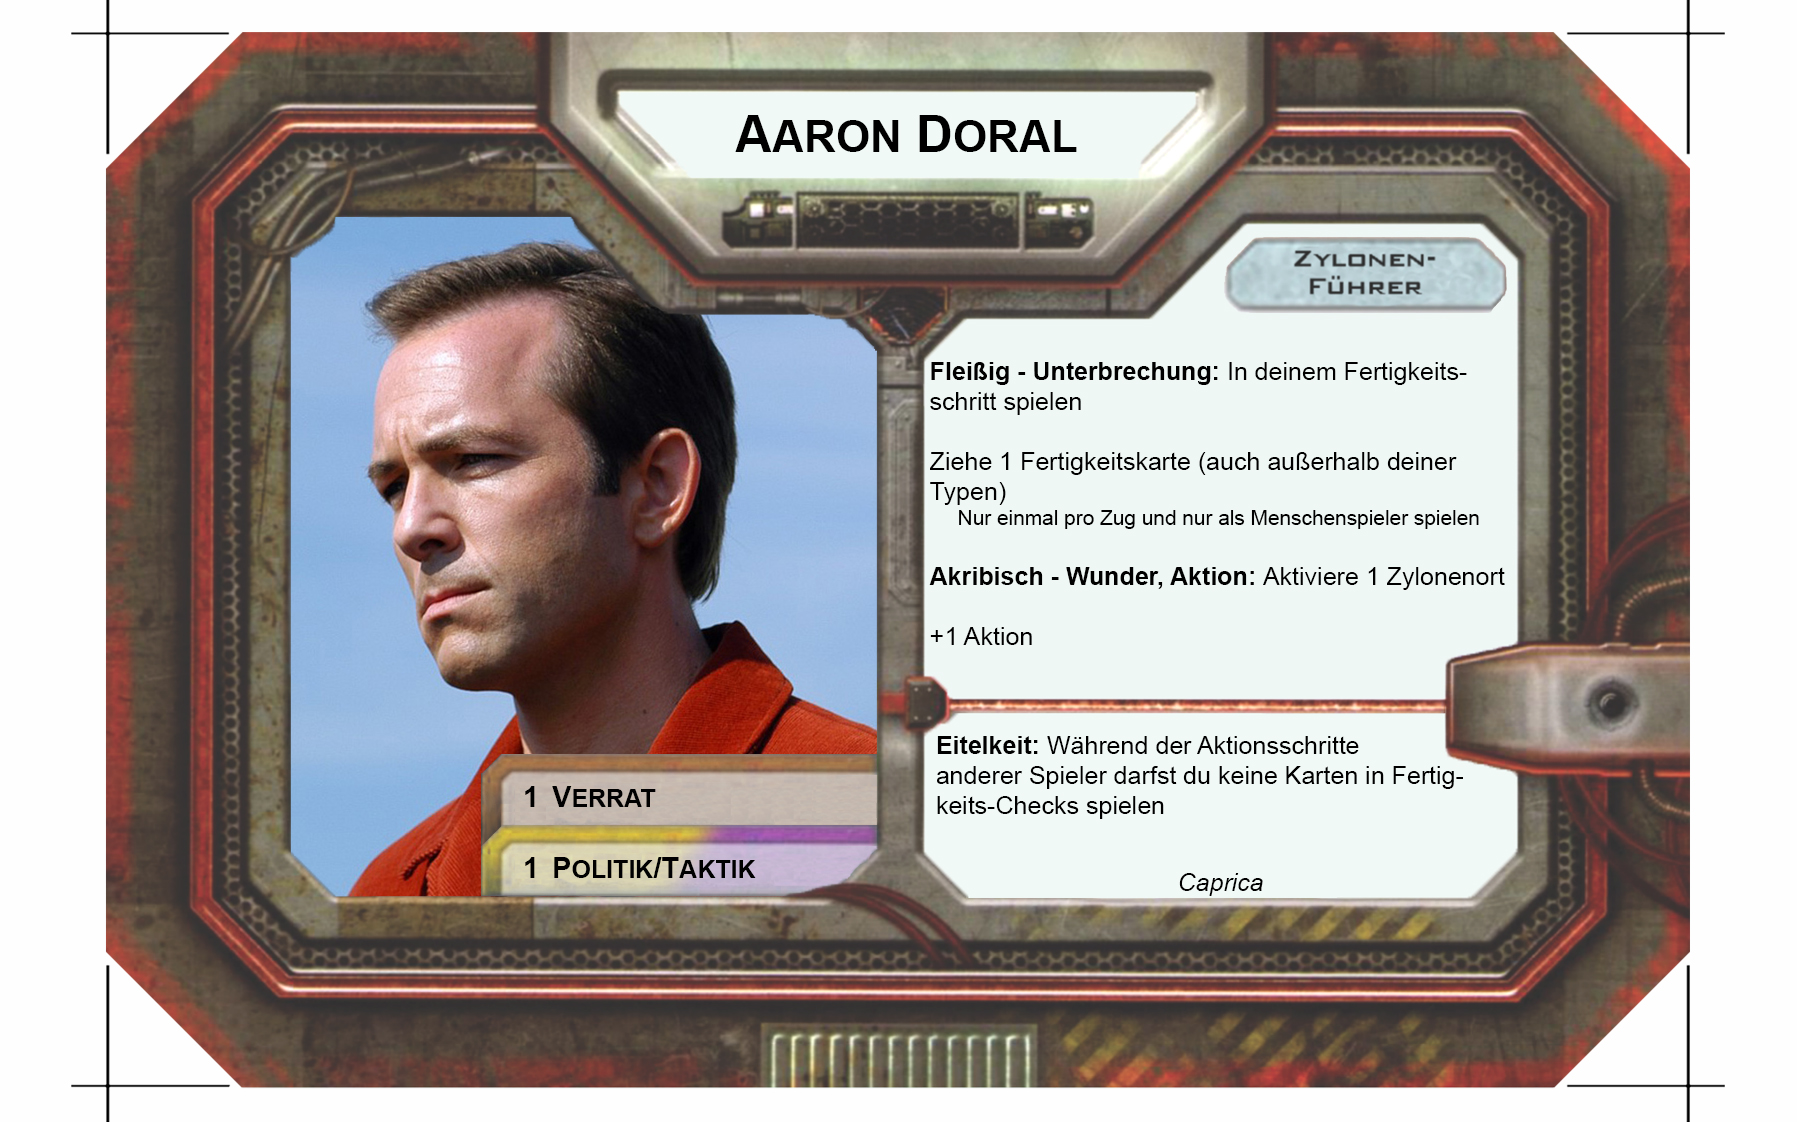 AARON DORAL
ZYLONEN-
FÜHRER
Fleißig - Unterbrechung: In deinem Fertigkeits-
schritt spielen
Ziehe 1 Fertigkeitskarte (auch außerhalb deiner
Typen)
Nur einmal pro Zug und nur als Menschenspieler spielen
Akribisch - Wunder, Aktion: Aktiviere 1 Zylonenort
+1 Aktion
Eitelkeit: Während der Aktionsschritte
anderer Spieler darfst du keine Karten in Fertig-
keits-Checks spielen
Caprica
1 VERRAT
1 POLITIK/TAKTIK